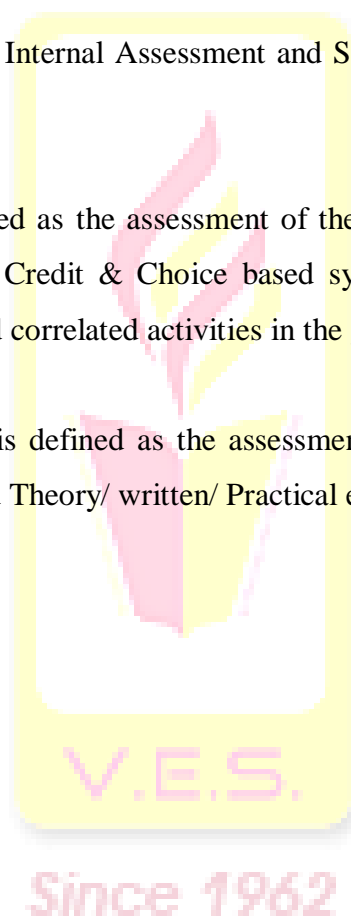 Internal Assessment and S
ed as the assessment of the
Credit & Choice based sy
correlated activities in the
is defined as the assessmen
Theory/ written/ Practical e
V.E.S.
Since 1962